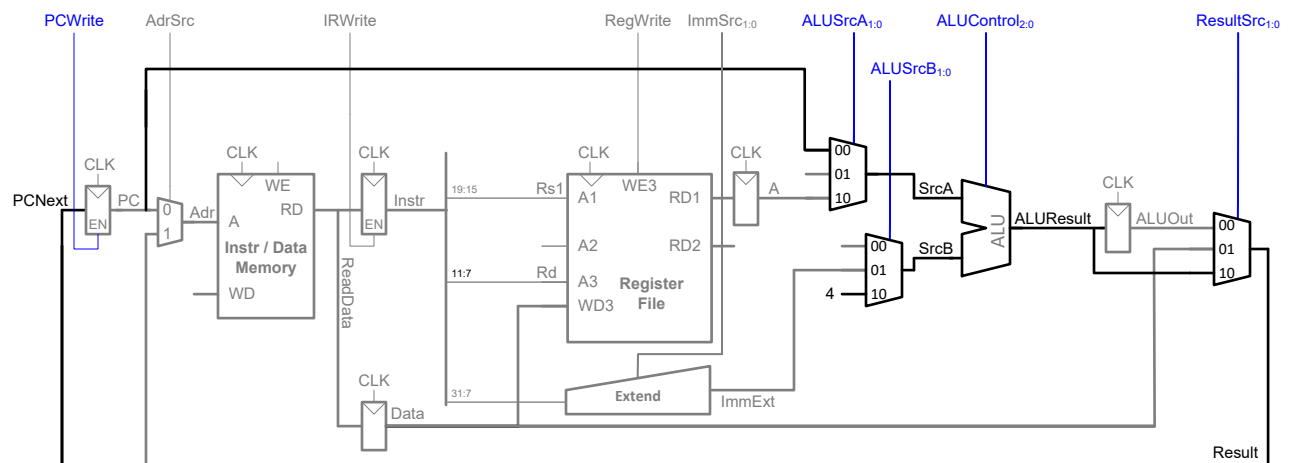 PCWrite AdrSrc IRWrite RegWrite ImmSrc1:0 ALUSrcA1:0 ALUControl2:0 ResultSrc1:0
ALUSrcB1:0
CLK CLK CLK CLK CLK 00
WE WE3 01 CLK
PCNext PC 0 Adr A RD Instr 19:15 Rs1 A1 RD1 A 10 SrcA ALUResult ALUOut 00
EN 1 EN
Instr / Data
Memory
A2 RD2 00 SrcB ALU 01
ReadData 11:7 Rd A3 Register
File
01 10
WD WD3 4 10
CLK
31:7 Extend ImmExt
Data
Result